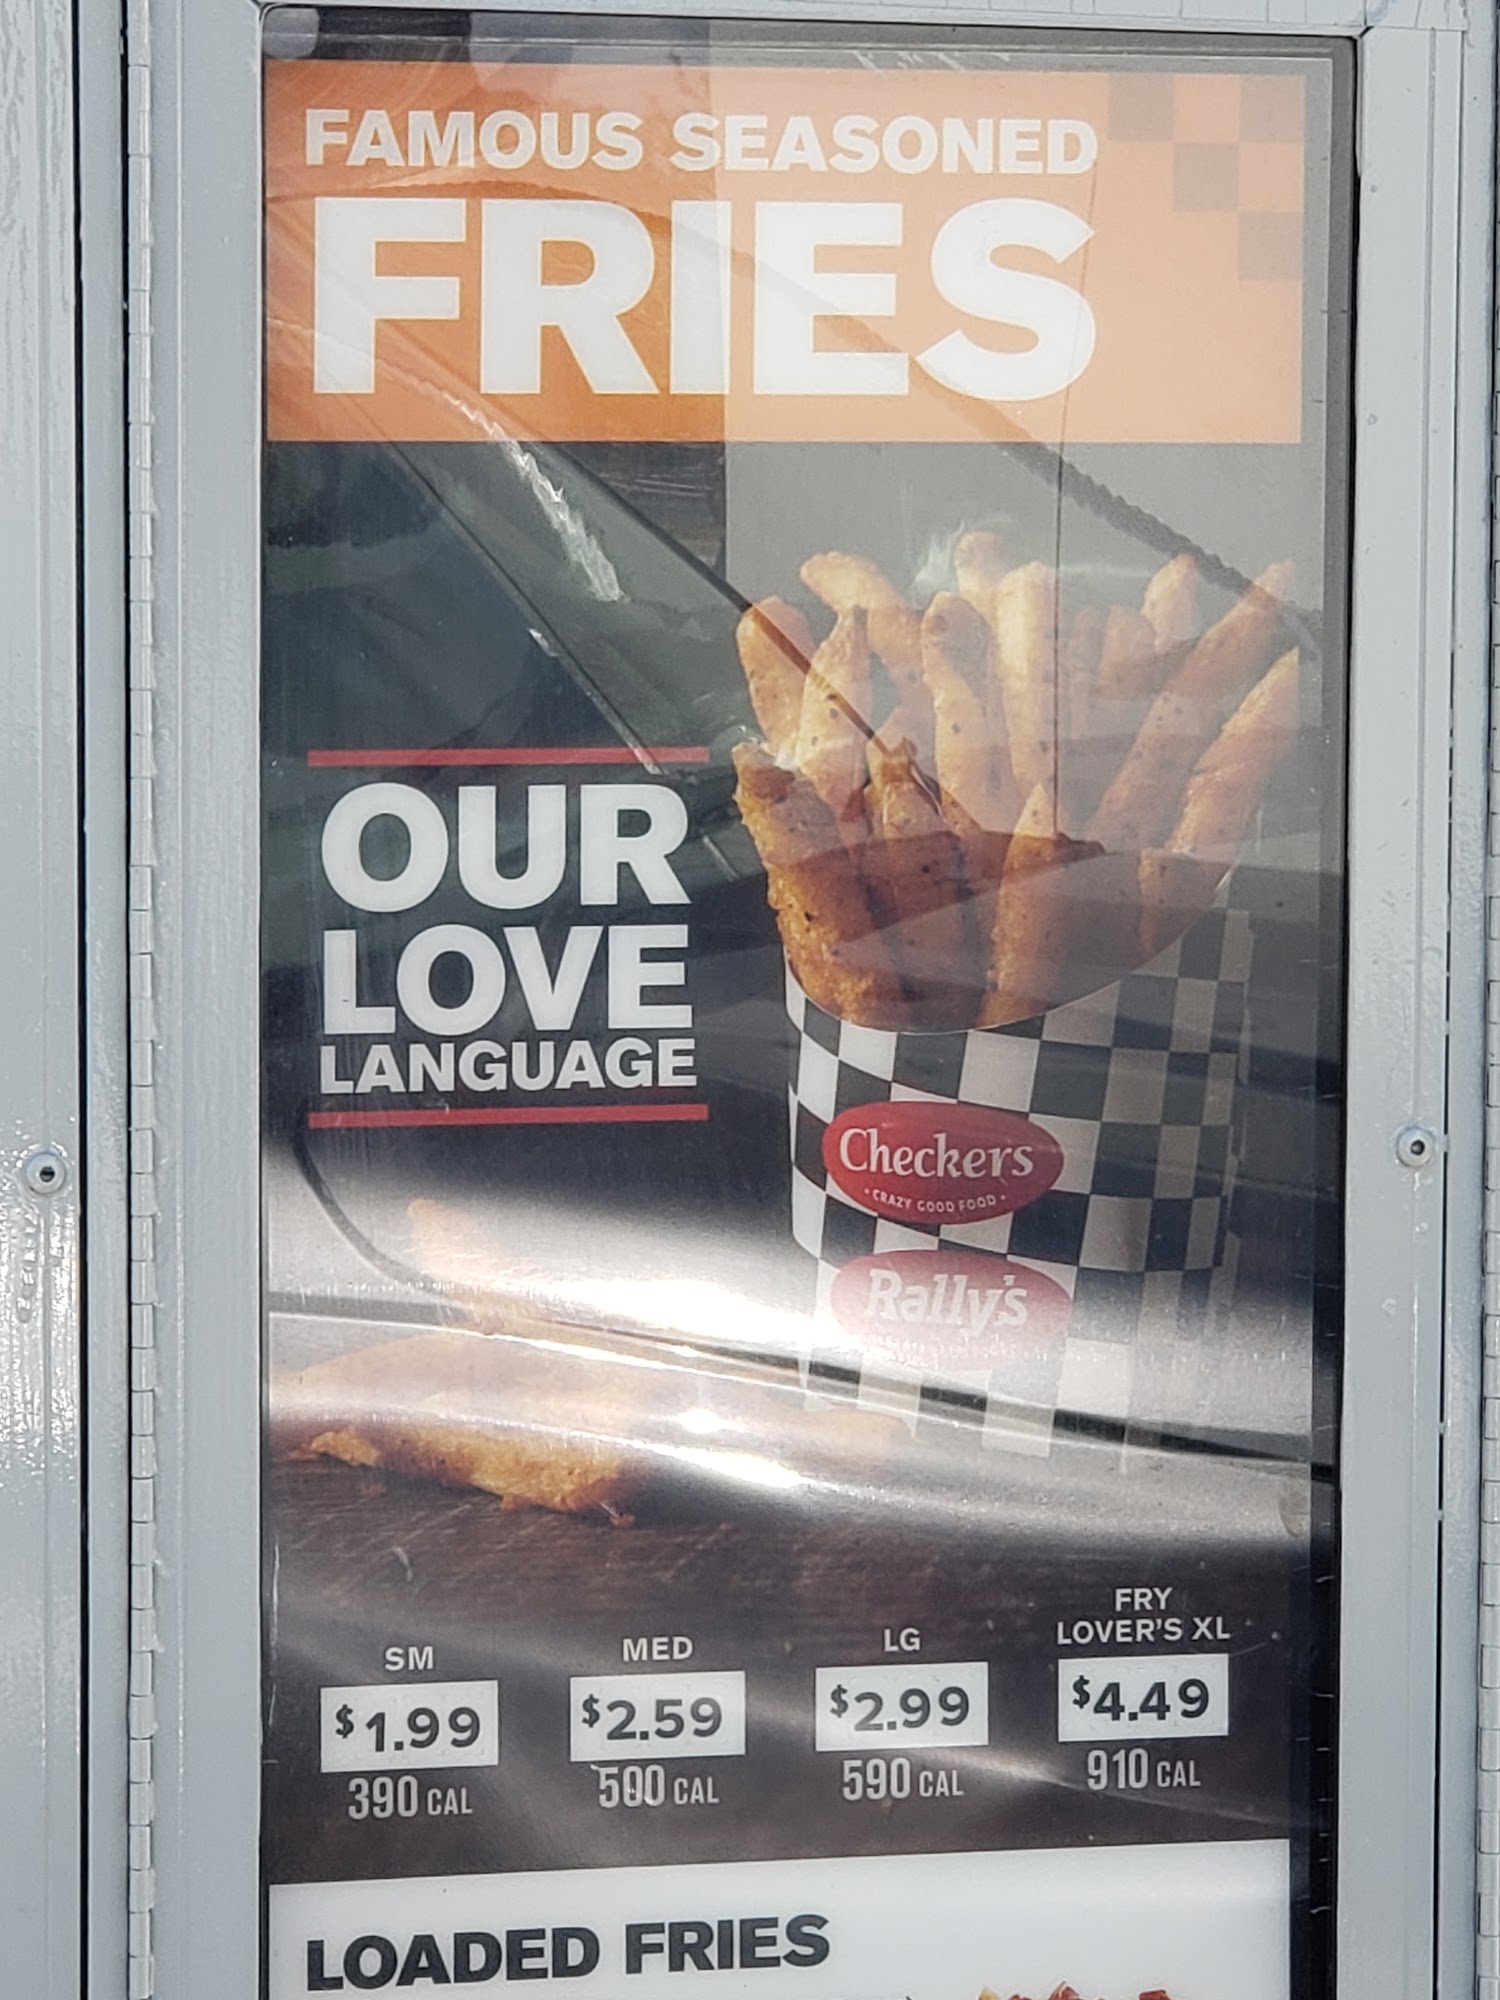 FAMOUS SEASONED
FRIES
OUR
LOVE
LANGUAGE
Checkers
• CRAZY GOOD FOOD •
Rally's
SM
$1.99
390 CAL
MED
$2.59
500 CAL
LG
$2.99
590 CAL
FRY
LOVER'S XL
$4.49
910 CAL
LOADED FRIES